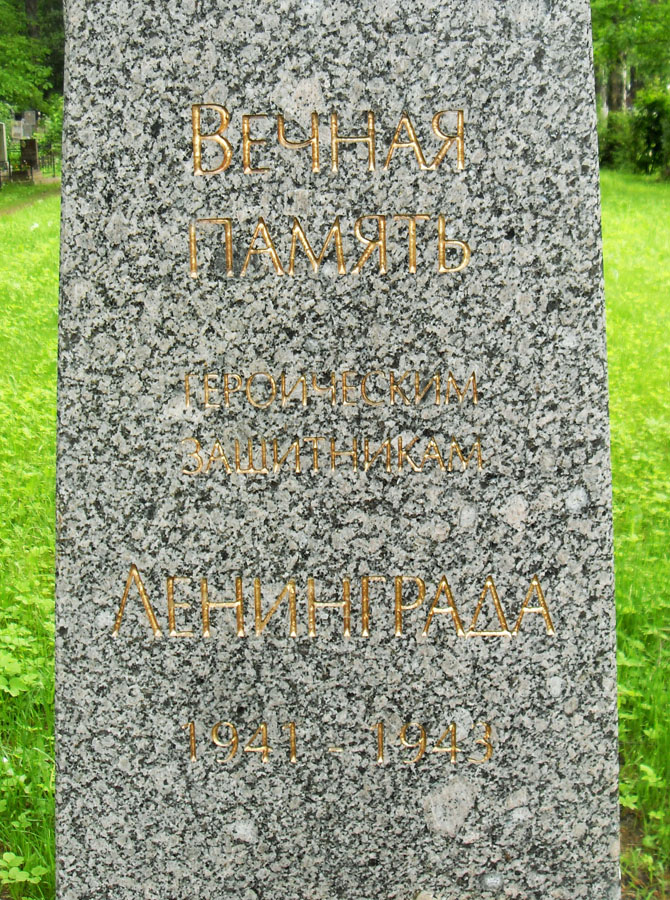 Вечная
память
героическим
защитникам
Ленинграда
1941 - 1943